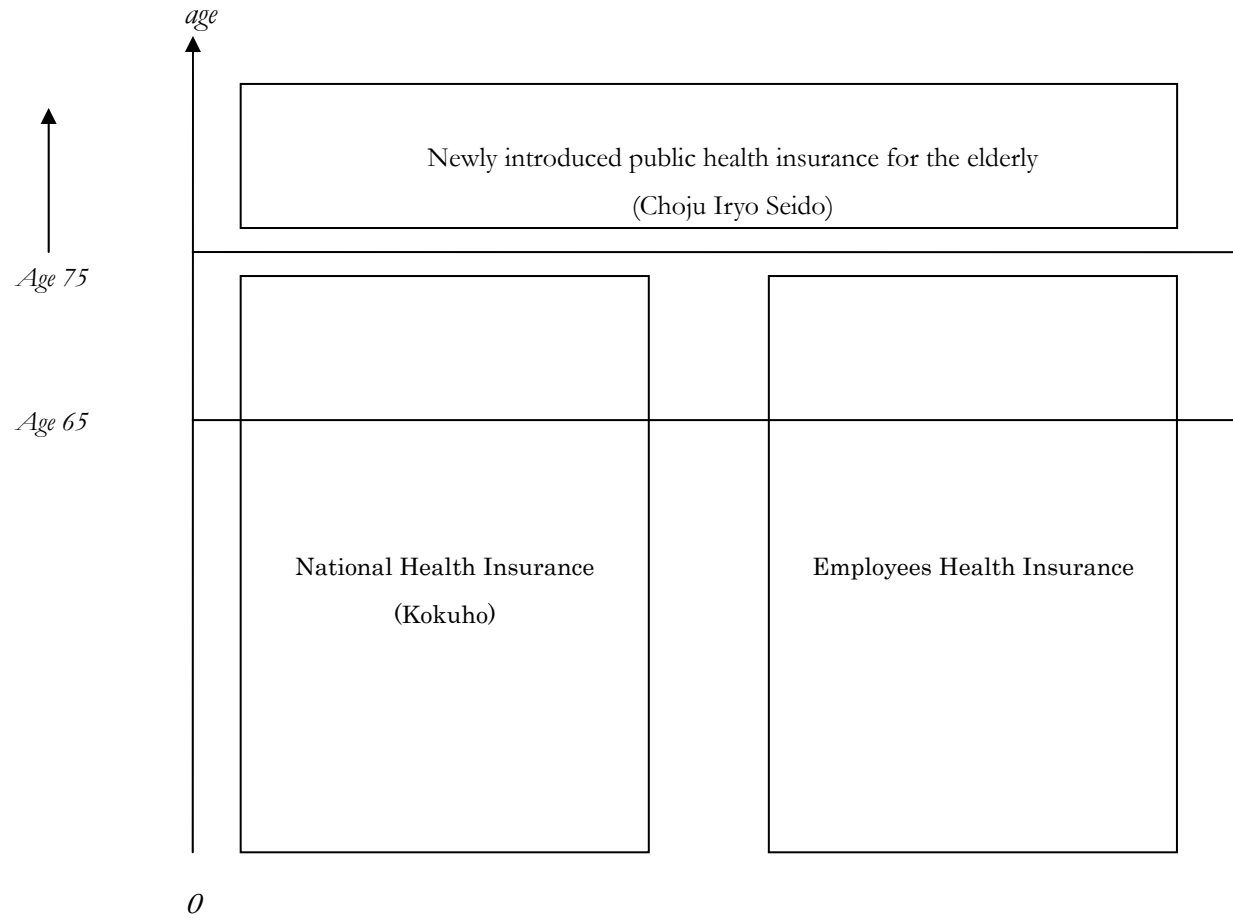 age
Newly introduced public health insurance for the elderly
(Choju Iryo Seido)
Age 75
Age 65
National Health Insurance
(Kokuho)
Employees Health Insurance
0